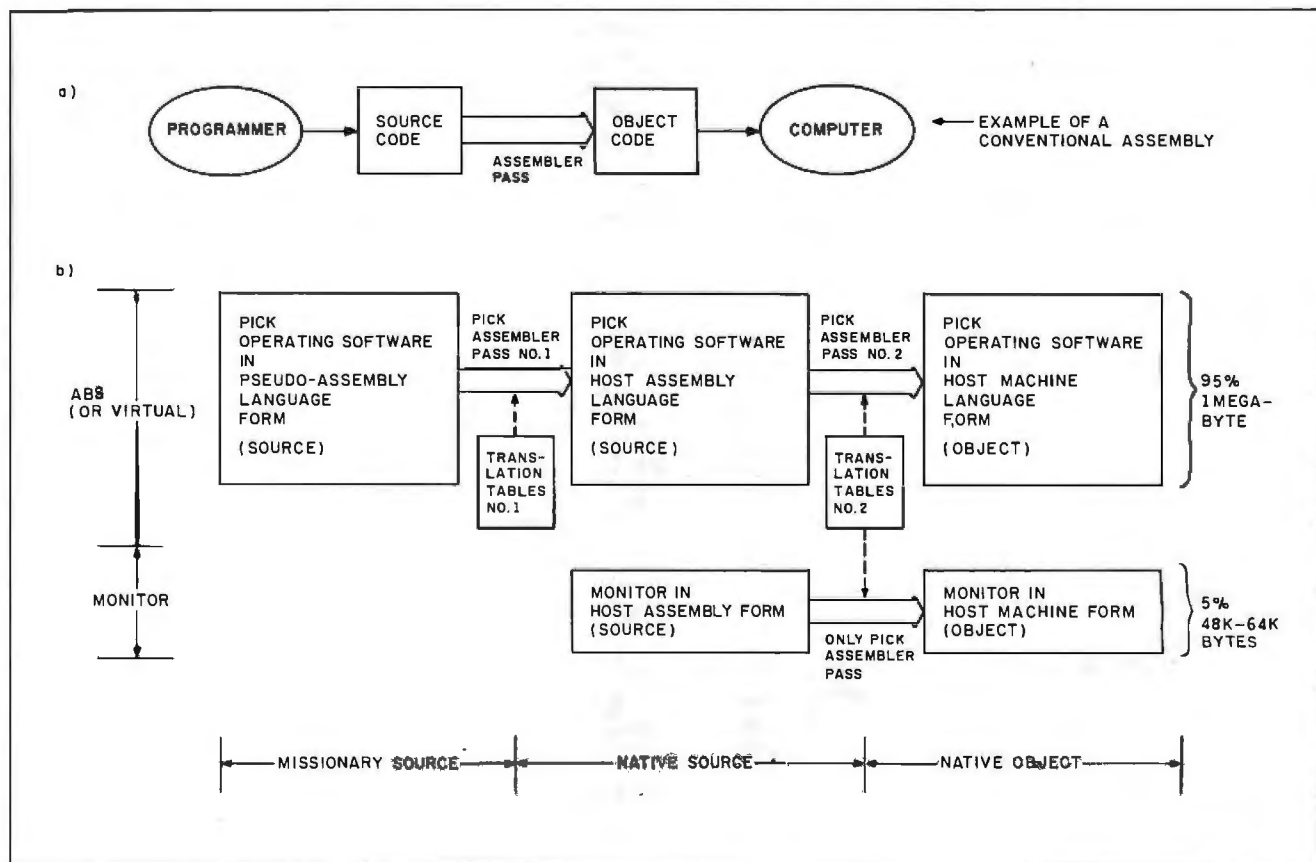 a)
PROGRAMMER
SOURCE
CODE
ASSEMBLER
PASS
OBJECT
CODE
COMPUTER
EXAMPLE OF A
CONVENTIONAL ASSEMBLY
b)
ABS
(OR VIRTUAL)
PICK
OPERATING SOFTWARE
IN
PSEUDO-ASSEMBLY
LANGUAGE
FORM
(SOURCE)
PICK
ASSEMBLER
PASS NO.1
TRANS-
LATION
TABLES
NO.1
PICK
OPERATING SOFTWARE
IN
HOST ASSEMBLY
LANGUAGE
FORM
(SOURCE)
PICK
ASSEMBLER
PASS NO.2
TRANS-
LATION
TABLES
NO.2
PICK
OPERATING SOFTWARE
IN
HOST MACHINE
LANGUAGE
FORM
(OBJECT)
95%
1 MEGA-
BYTE
MONITOR
MONITOR IN
HOST ASSEMBLY FORM
(SOURCE)
ONLY PICK
ASSEMBLER
PASS
MONITOR IN
HOST MACHINE FORM
(OBJECT)
5%
48K-64K
BYTES
MISSIONARY SOURCE
NATIVE SOURCE
NATIVE OBJECT